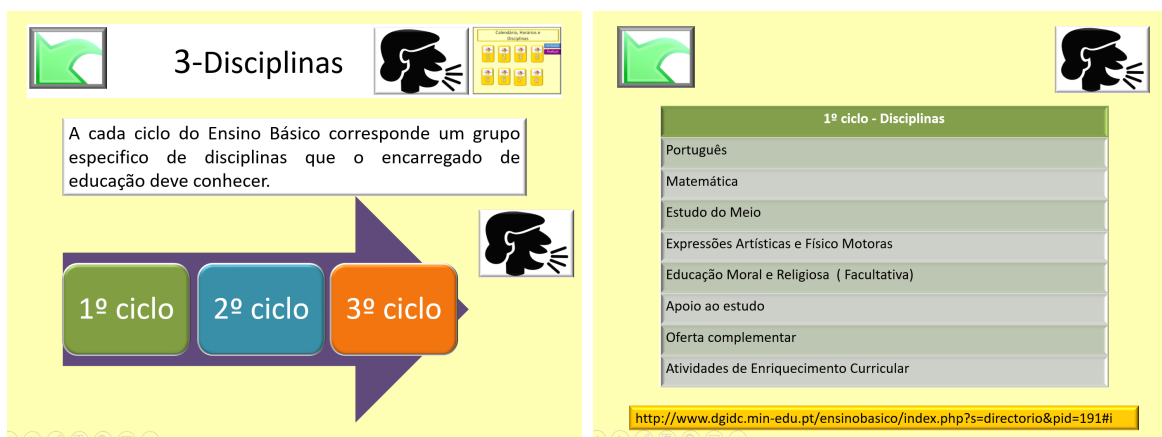 3-Disciplinas
Calendário, Horários e
Disciplinas
A cada ciclo do Ensino Básico corresponde um grupo
especifico de disciplinas que o encarregado de
educação deve conhecer.
1º ciclo
2º ciclo
3º ciclo
1º ciclo - Disciplinas
Português
Matemática
Estudo do Meio
Expressões Artísticas e Físico Motoras
Educação Moral e Religiosa ( Facultativa)
Apoio ao estudo
Oferta complementar
Atividades de Enriquecimento Curricular
http://www.dgidc.min-edu.pt/ensinobasico/index.php?s=directorio&pid=191#i